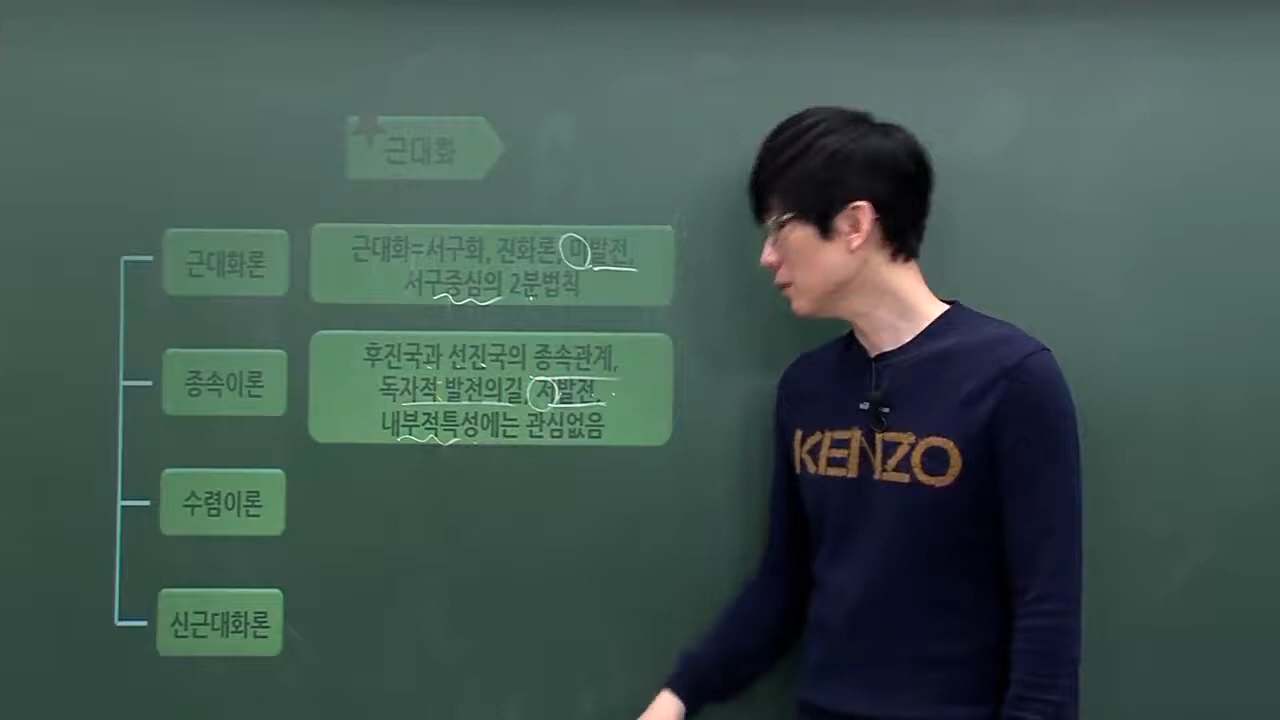 근대화
근대화론
근대화=서구화, 진화론, 미발전,
서구중심의 2분법칙
종속이론
후진국과 선진국의 종속관계,
독자적 발전의길, 저발전
내부적특성에는 관심없음
수렴이론
신근대화론
KENZO